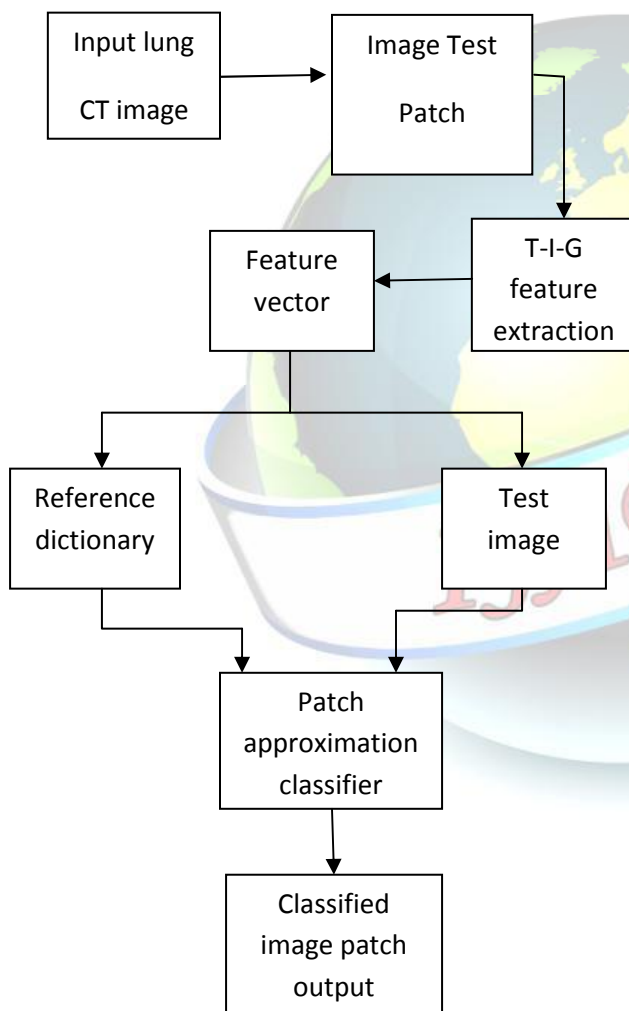 Input lung
CT image
Image Test
Patch
T-I-G
feature
extraction
Feature
vector
Reference
dictionary
Test
image
Patch
approximation
classifier
Classified
image patch
output